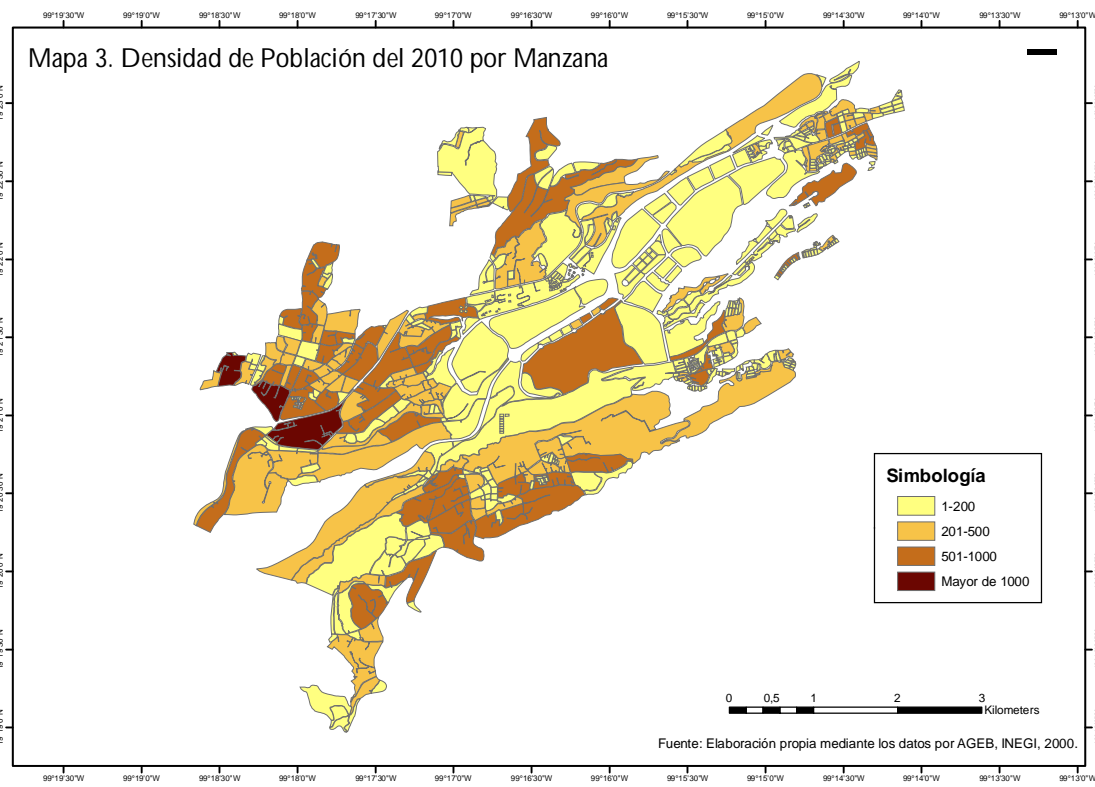 99°19'30"W 99°19'0"W 99°18'30"W 99°18'0"W 99°17'30"W 99°17'0"W 99°16'30"W 99°16'0"W 99°15'30"W 99°15'0"W 99°14'30"W 99°14'0"W 99°13'30"W 99°13'0"W
Mapa 3. Densidad de Población del 2010 por Manzana
Simbología
1-200
201-500
501-1000
Mayor de 1000
0 0,5 1 2 3
Kilometers
Fuente: Elaboración propia mediante los datos por AGEB, INEGI, 2000.
99°19'30"W 99°19'0"W 99°18'30"W 99°18'0"W 99°17'30"W 99°17'0"W 99°16'30"W 99°16'0"W 99°15'30"W 99°15'0"W 99°14'30"W 99°14'0"W 99°13'30"W 99°13'0"W